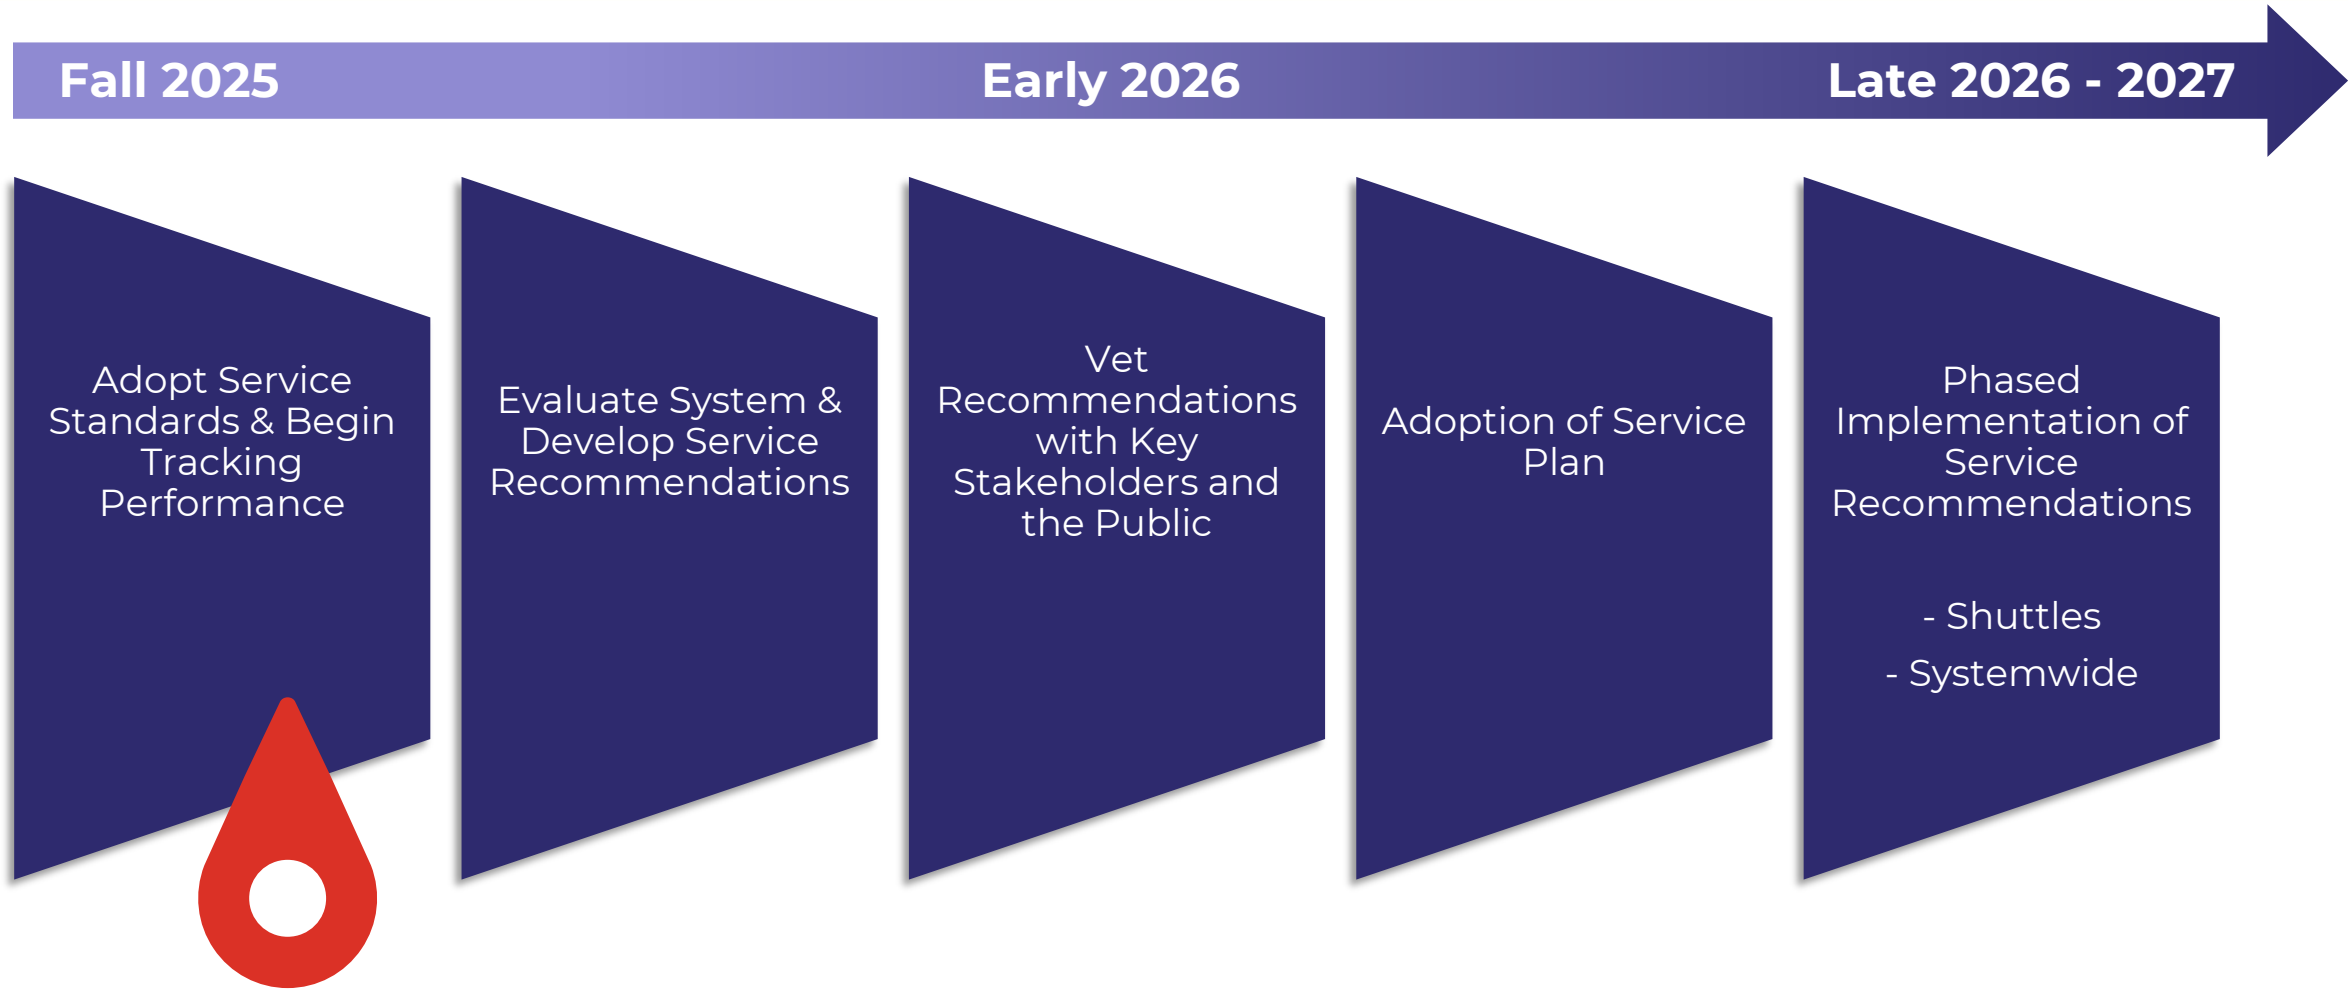 Fall 2025
Early 2026
Late 2026 - 2027
Adopt Service
Standards & Begin
Tracking
Performance
Evaluate System &
Develop Service
Recommendations
Vet
Recommendations
with Key
Stakeholders and
the Public
Adoption of Service
Plan
Phased
Implementation of
Service
Recommendations
- Shuttles
- Systemwide